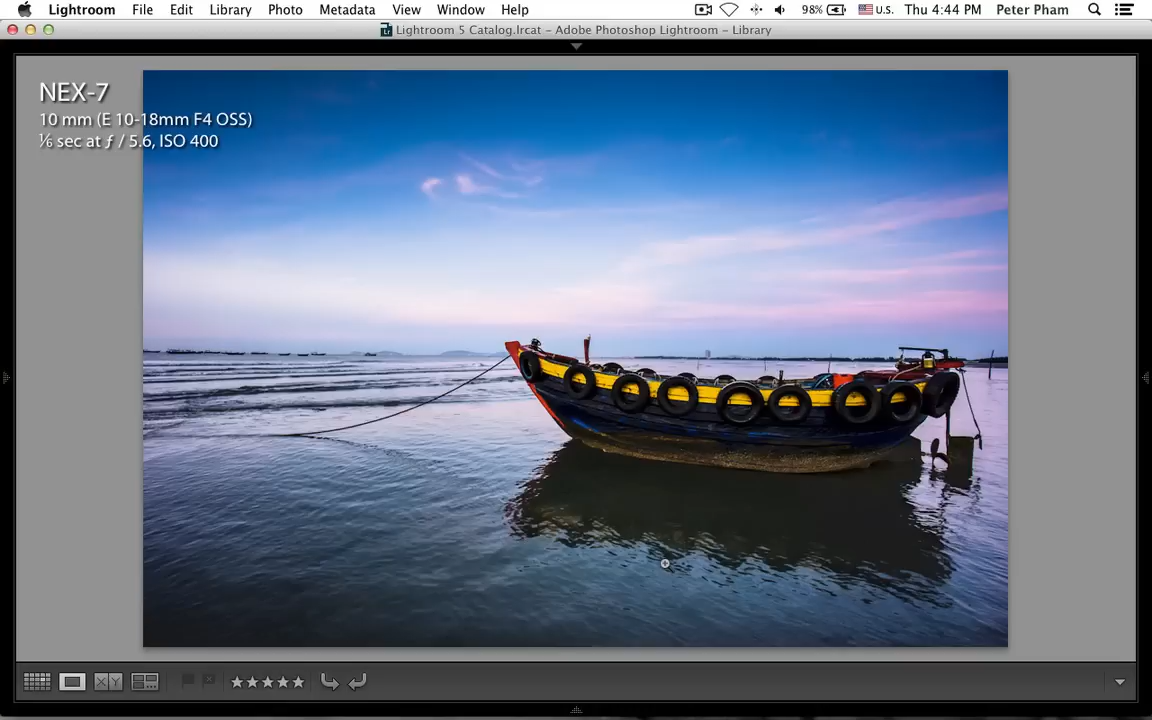 Lightroom File Edit Library Photo Metadata View Window Help 98% U.S. Thu 4:44 PM Peter Pham
Lightroom 5 Catalog.lrcat – Adobe Photoshop Lightroom – Library
NEX-7
10 mm (E 10-18mm F4 OSS)
⅙ sec at ƒ / 5.6, ISO 400
X Y